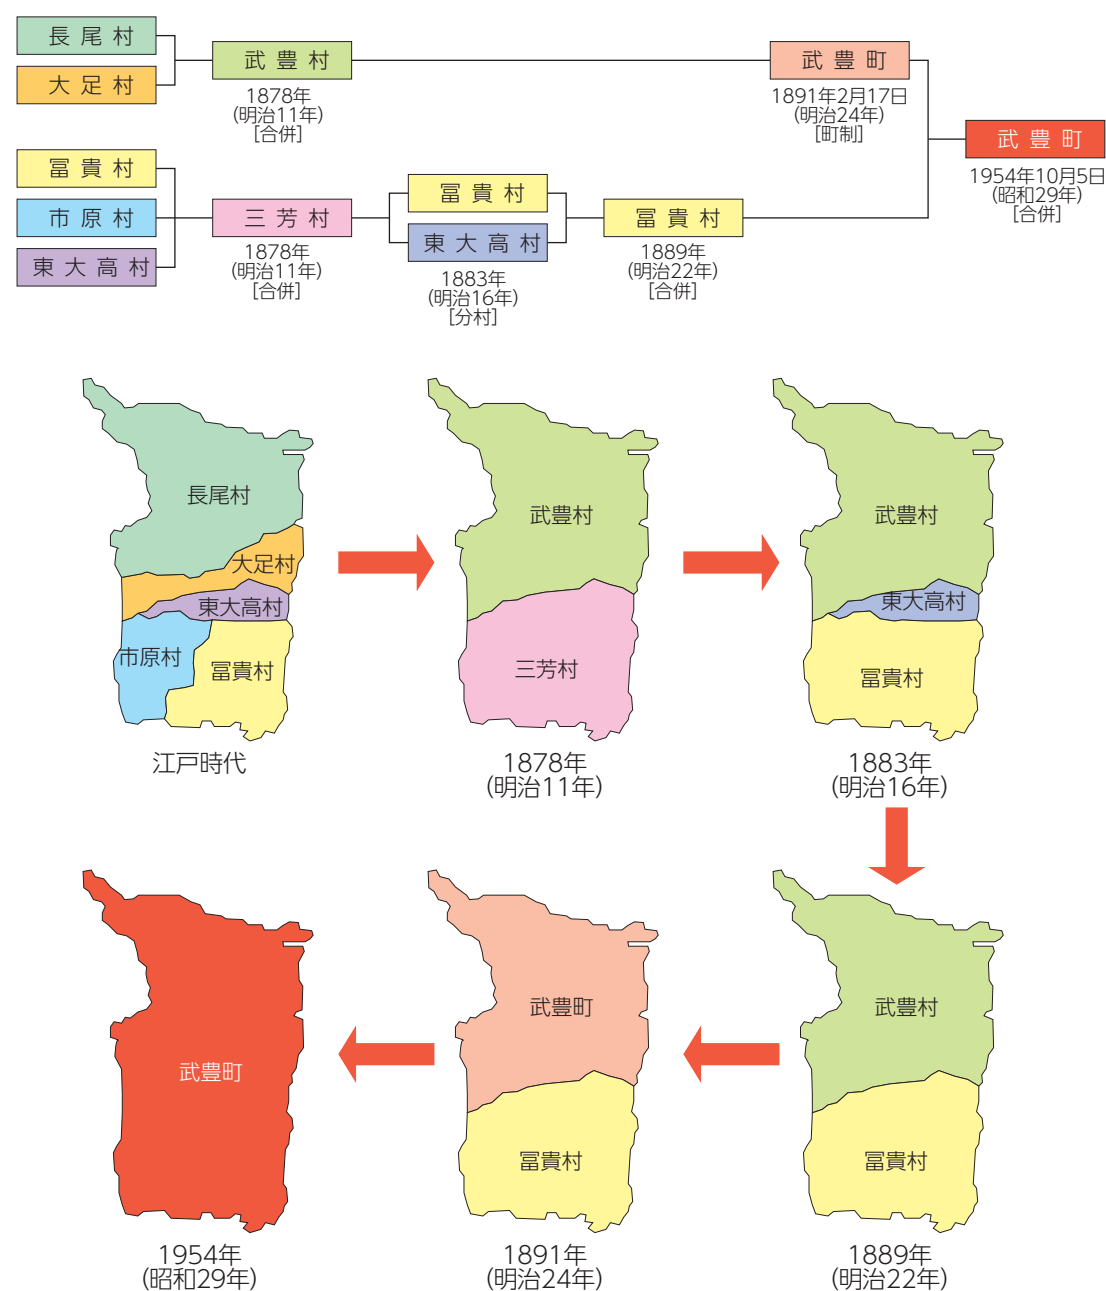 長尾村
大足村
武豊村
1878年
(明治11年)
[合併]
武豊町
1891年2月17日
(明治24年)
[町制]
武豊町
1954年10月5日
(昭和29年)
[合併]
冨貴村
市原村
東大高村
三芳村
1878年
(明治11年)
[合併]
冨貴村
東大高村
1883年
(明治16年)
[分村]
冨貴村
1889年
(明治22年)
[合併]
長尾村
大足村
東大高村
市原村
冨貴村
江戸時代
武豊村
三芳村
1878年
(明治11年)
武豊村
東大高村
冨貴村
1883年
(明治16年)
武豊町
1954年
(昭和29年)
武豊町
冨貴村
1891年
(明治24年)
武豊村
冨貴村
1889年
(明治22年)